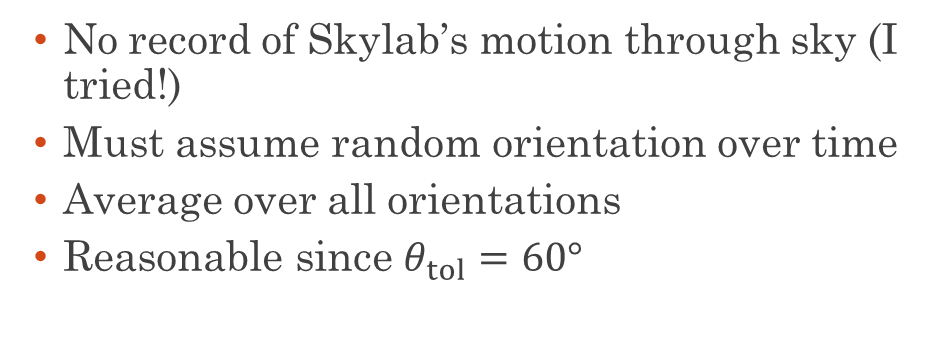 • No record of Skylab’s motion through sky (I
tried!)
• Must assume random orientation over time
• Average over all orientations
• Reasonable since θ_tol = 60°